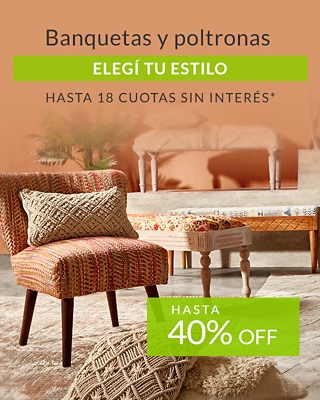 Banquetas y poltronas
ELEGÍ TU ESTILO
HASTA 18 CUOTAS SIN INTERÉS*
HASTA
40% OFF